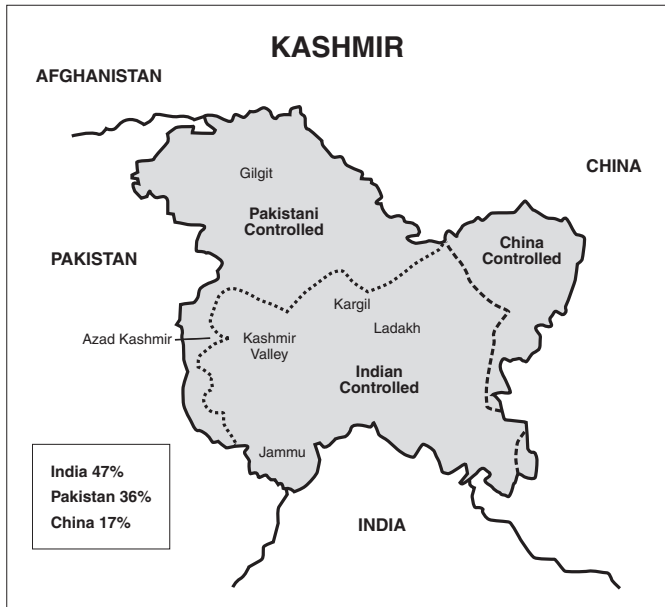 KASHMIR
AFGHANISTAN
CHINA
Gilgit
Pakistani
Controlled
China
Controlled
PAKISTAN
Kargil
Azad Kashmir
Kashmir
Valley
Ladakh
Indian
Controlled
Jammu
India 47%
Pakistan 36%
China 17%
INDIA